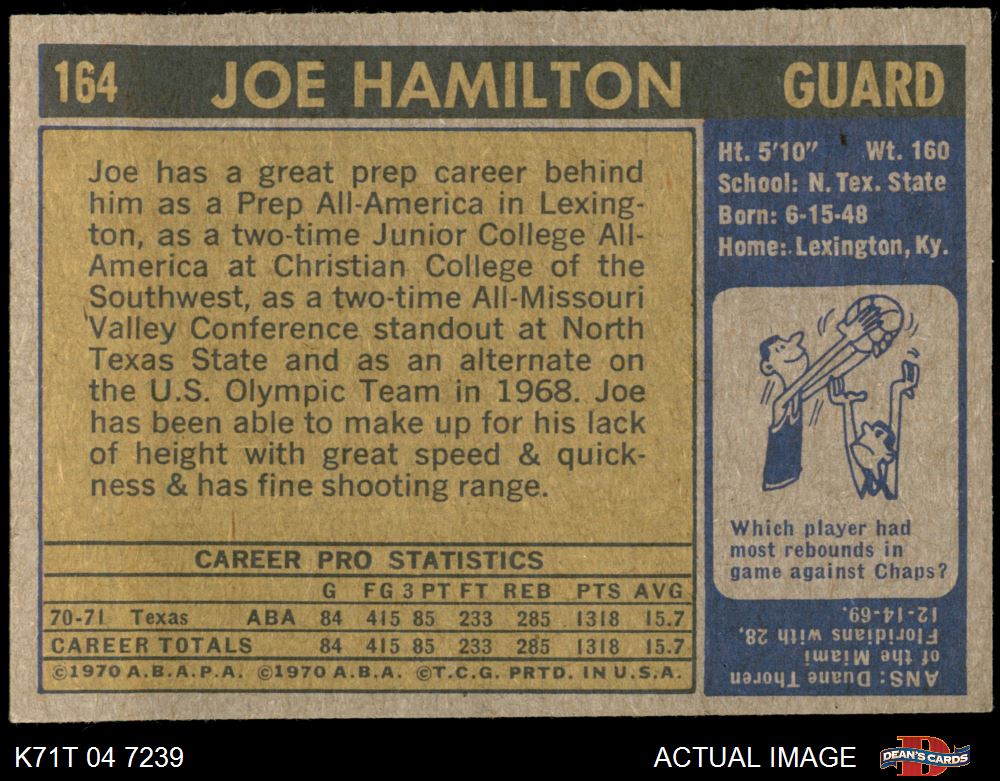 164 JOE HAMILTON GUARD
Joe has a great prep career behind
him as a Prep All-America in Lexing-
ton, as a two-time Junior College All-
America at Christian College of the
Southwest, as a two-time All-Missouri
Valley Conference standout at North
Texas State and as an alternate on
the U.S. Olympic Team in 1968. Joe
has been able to make up for his lack
of height with great speed & quick-
ness & has fine shooting range.
CAREER PRO STATISTICS
G FG 3 PT FT REB PTS AVG
70-71 Texas ABA 84 415 85 233 285 1318 15.7
CAREER TOTALS 84 415 85 233 285 1318 15.7
©1970 A.B.A.P.A. ©1970 A.B.A. ©T.C.G. PRTD. IN U.S.A.
Ht. 5'10" Wt. 160
School: N. Tex. State
Born: 6-15-48
Home: Lexington, Ky.
Which player had
most rebounds in
game against Chaps?
ANS: Duane Thoren
of the Miami
Floridians with 28,
12-14-69.
K71T 04 7239 ACTUAL IMAGE DEAN'S CARDS